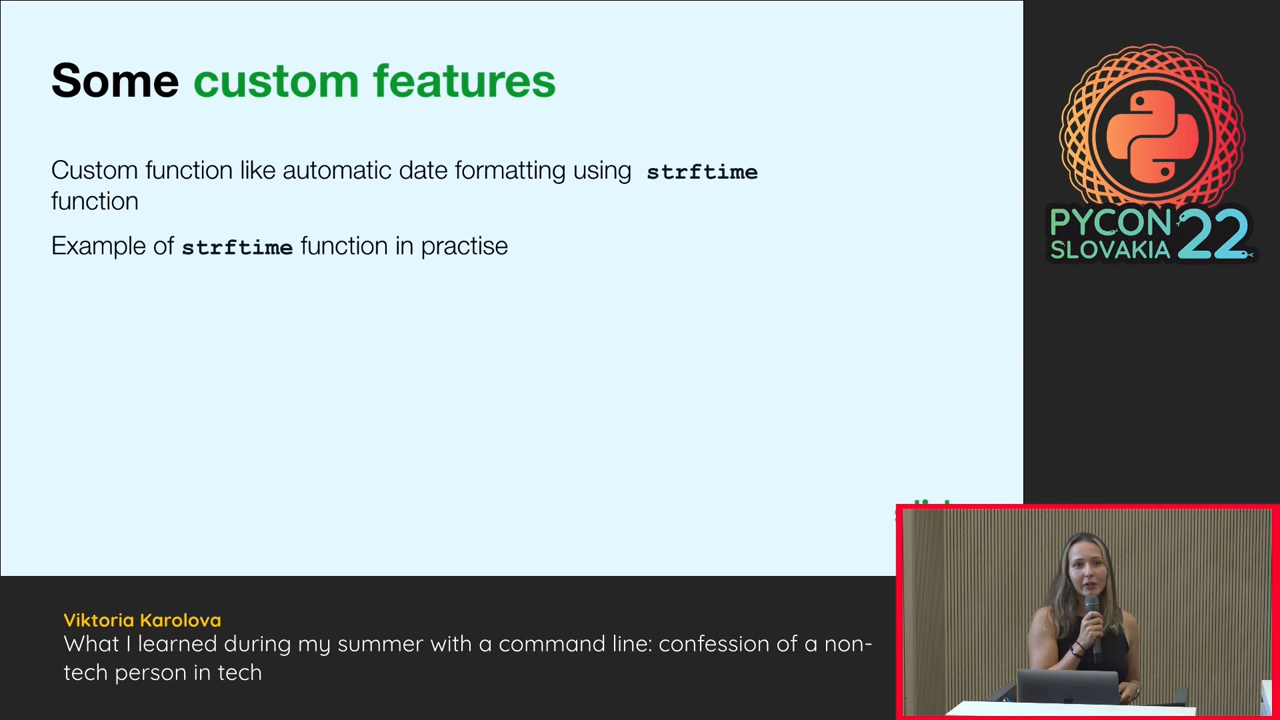 Some custom features
Custom function like automatic date formatting using strftime
function
Example of strftime function in practise
PYCON
SLOVAKIA 22
Viktoria Karolova
What I learned during my summer with a command line: confession of a non-
tech person in tech